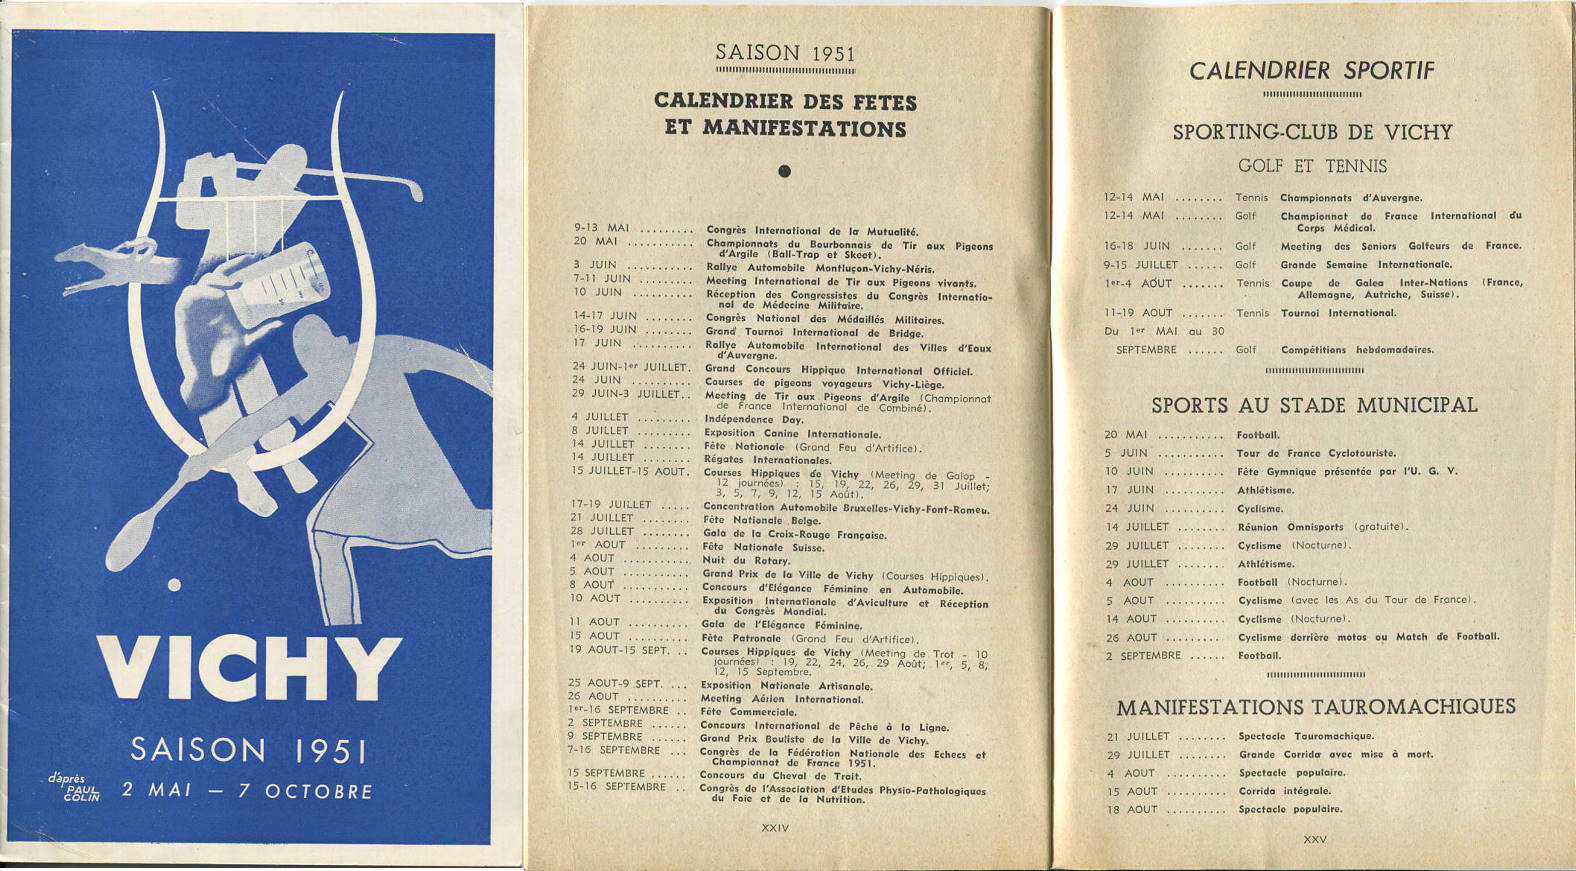 VICHY
SAISON 1951
d'après
PAUL
COLIN
2 MAI — 7 OCTOBRE
SAISON 1951
CALENDRIER DES FETES
ET MANIFESTATIONS
9-13 MAI ......... Congrès International de la Mutualité.
20 MAI ........... Championnats du Bourbonnais de Tir aux Pigeons
d'Argile (Ball-Trap et Skeet).
3 JUIN ........... Rallye Automobile Montluçon-Vichy-Néris.
7-11 JUIN ......... Meeting International de Tir aux Pigeons vivants.
10 JUIN .......... Réception des Congressistes du Congrès Internatio-
nal de Médecine Militaire.
14-17 JUIN ........ Congrès National des Médaillés Militaires.
16-19 JUIN ........ Grand Tournoi International de Bridge.
17 JUIN .......... Rallye Automobile International des Villes d'Eaux
d'Auvergne.
24 JUIN-1er JUILLET. Grand Concours Hippique International Officiel.
24 JUIN .......... Courses de pigeons voyageurs Vichy-Liège.
29 JUIN-3 JUILLET.. Meeting de Tir aux Pigeons d'Argile (Championnat
de France International de Combiné).
4 JUILLET ......... Indépendence Day.
8 JUILLET ......... Exposition Canine Internationale.
14 JUILLET ........ Fête Nationale (Grand Feu d'Artifice).
14 JUILLET ........ Régates Internationales.
15 JUILLET-15 AOUT. Courses Hippiques de Vichy (Meeting de Galop -
12 journées) : 15, 19, 22, 26, 29, 31 Juillet;
3, 5, 7, 9, 12, 15 Août).
17-19 JUILLET ..... Concentration Automobile Bruxelles-Vichy-Font-Romeu.
21 JUILLET ........ Fête Nationale Belge.
28 JUILLET ........ Gala de la Croix-Rouge Française.
1er AOUT ......... Fête Nationale Suisse.
4 AOUT ........... Nuit du Rotary.
5 AOUT ........... Grand Prix de la Ville de Vichy (Courses Hippiques).
8 AOUT ........... Concours d'Elégance Féminine en Automobile.
10 AOUT .......... Exposition Internationale d'Aviculture et Réception
du Congrès Mondial.
11 AOUT .......... Gala de l'Elégance Féminine.
15 AOUT .......... Fête Patronale (Grand Feu d'Artifice).
19 AOUT-15 SEPT. .. Courses Hippiques de Vichy (Meeting de Trot - 10
journées) : 19, 22, 24, 26, 29 Août; 1er, 5, 8,
12, 15 Septembre.
25 AOUT-9 SEPT. ... Exposition Nationale Artisanale.
26 AOUT .......... Meeting Aérien International.
1er-16 SEPTEMBRE .. Fête Commerciale.
2 SEPTEMBRE ...... Concours International de Pêche à la Ligne.
9 SEPTEMBRE ...... Grand Prix Bouliste de la Ville de Vichy.
7-16 SEPTEMBRE ... Congrès de la Fédération Nationale des Echecs et
Championnat de France 1951.
15 SEPTEMBRE ...... Concours du Cheval de Trait.
15-16 SEPTEMBRE .. Congrès de l'Association d'Etudes Physio-Pathologiques
du Foie et de la Nutrition.
XXIV
CALENDRIER SPORTIF
SPORTING-CLUB DE VICHY
GOLF ET TENNIS
12-14 MAI ........ Tennis Championnats d'Auvergne.
12-14 MAI ........ Golf Championnat de France International du
Corps Médical.
16-18 JUIN ....... Golf Meeting des Seniors Golfeurs de France.
9-15 JUILLET ...... Golf Grande Semaine Internationale.
1er-4 AOUT ....... Tennis Coupe de Galea Inter-Nations (France,
Allemagne, Autriche, Suisse).
11-19 AOUT ....... Tennis Tournoi International.
Du 1er MAI au 30
SEPTEMBRE ...... Golf Compétitions hebdomadaires.
SPORTS AU STADE MUNICIPAL
20 MAI ........... Football.
5 JUIN ........... Tour de France Cyclotouriste.
10 JUIN .......... Fête Gymnique présentée par l'U. G. V.
17 JUIN .......... Athlétisme.
24 JUIN .......... Cyclisme.
14 JUILLET ........ Réunion Omnisports (gratuite).
29 JUILLET ........ Cyclisme (Nocturne).
29 JUILLET ........ Athlétisme.
4 AOUT .......... Football (Nocturne).
5 AOUT .......... Cyclisme (avec les As du Tour de France).
14 AOUT .......... Cyclisme (Nocturne).
26 AOUT .......... Cyclisme derrière motos ou Match de Football.
2 SEPTEMBRE ...... Football.
MANIFESTATIONS TAUROMACHIQUES
21 JUILLET ........ Spectacle Tauromachique.
29 JUILLET ........ Grande Corrida avec mise à mort.
4 AOUT .......... Spectacle populaire.
15 AOUT .......... Corrida intégrale.
18 AOUT .......... Spectacle populaire.
XXV